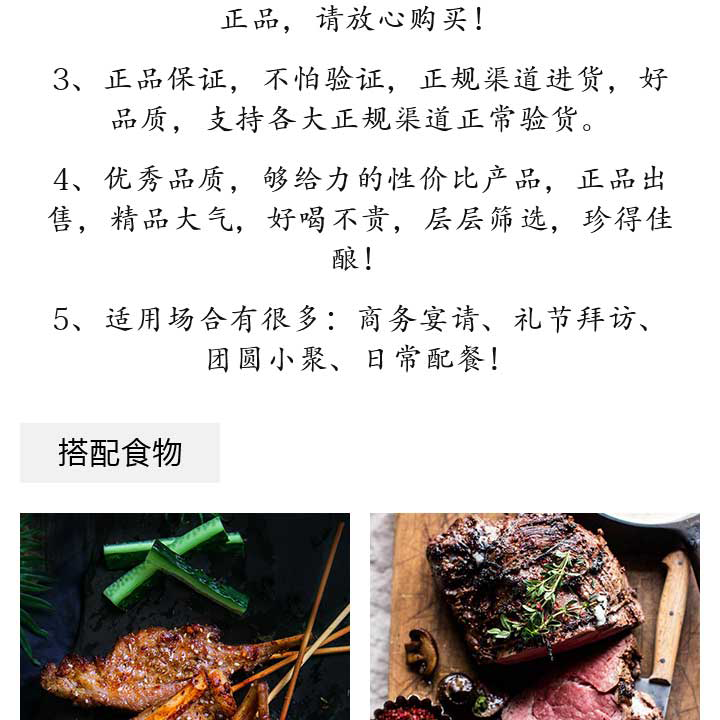 正品，请放心购买！
3、正品保证，不怕验证，正规渠道进货，好
品质，支持各大正规渠道正常验货。
4、优秀品质，够给力的性价比产品，正品出
售，精品大气，好喝不贵，层层筛选，珍得佳
酿！
5、适用场合有很多：商务宴请、礼节拜访、
团圆小聚、日常配餐！
搭配食物